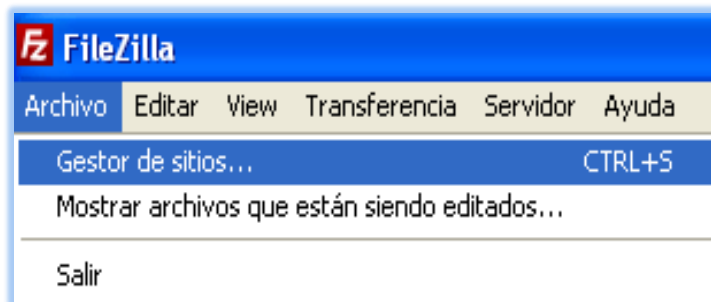 Fz FileZilla
Archivo Editar View Transferencia Servidor Ayuda
Gestor de sitios... CTRL+S
Mostrar archivos que están siendo editados...
Salir